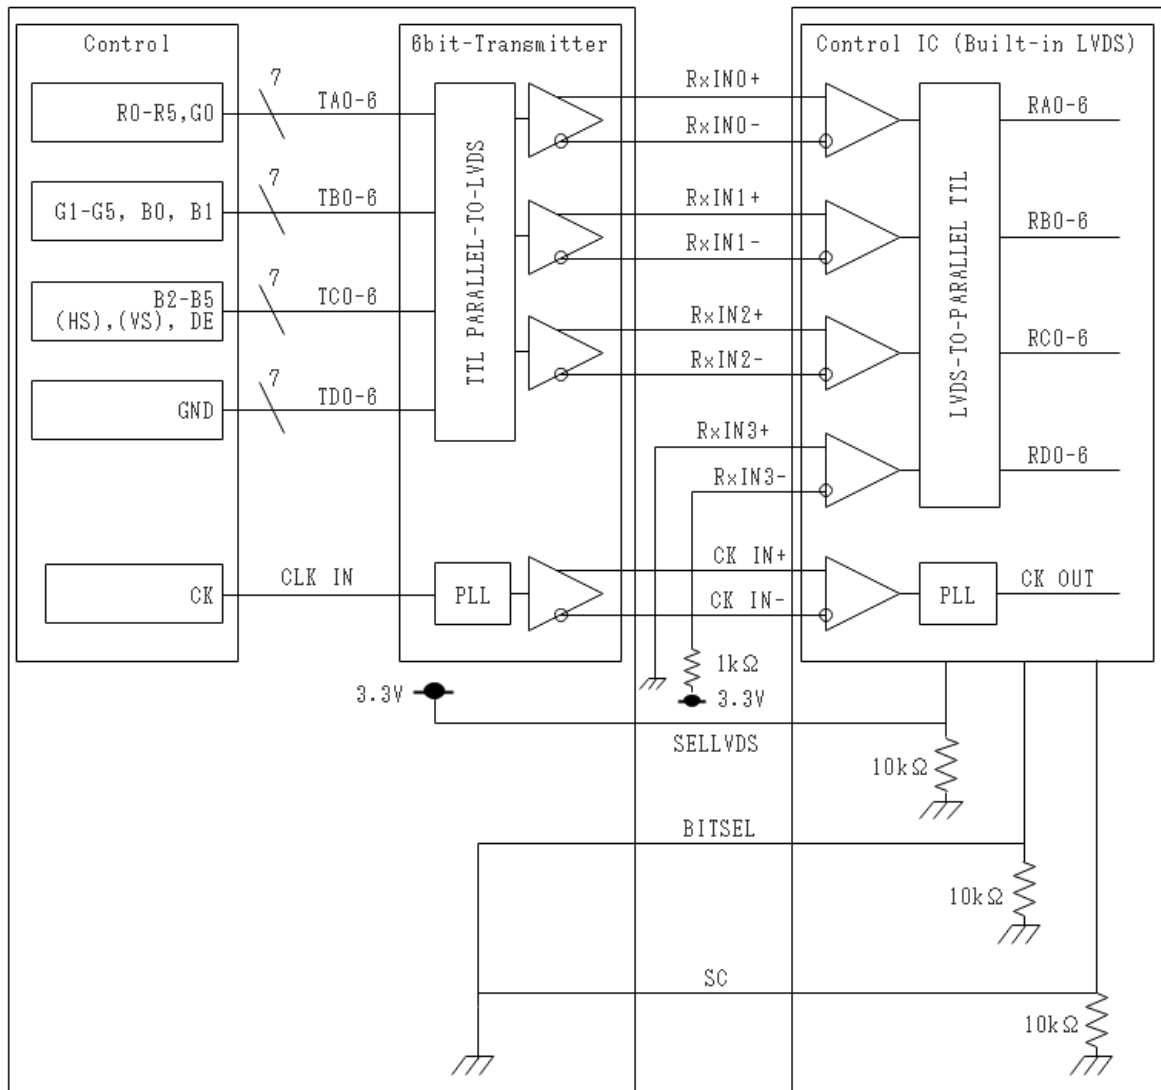 Control
6bit-Transmitter
Control IC (Built-in LVDS)
R0-R5,G0
7
TA0-6
RxIN0+
RxIN0-
RA0-6
G1-G5, B0, B1
7
TB0-6
RxIN1+
RxIN1-
RB0-6
B2-B5
(HS),(VS), DE
7
TC0-6
RxIN2+
RxIN2-
RC0-6
GND
7
TD0-6
RxIN3+
RxIN3-
RD0-6
TTL PARALLEL-TO-LVDS
LVDS-TO-PARALLEL TTL
CK
CLK IN
PLL
CK IN+
CK IN-
PLL
CK OUT
1kΩ
3.3V
3.3V
SELLVDS
10kΩ
BITSEL
10kΩ
SC
10kΩ